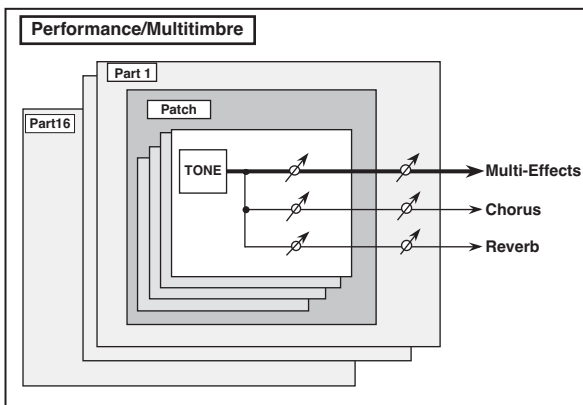 Performance/Multitimbre
Part 1
Patch
Part16
TONE
Multi-Effects
Chorus
Reverb